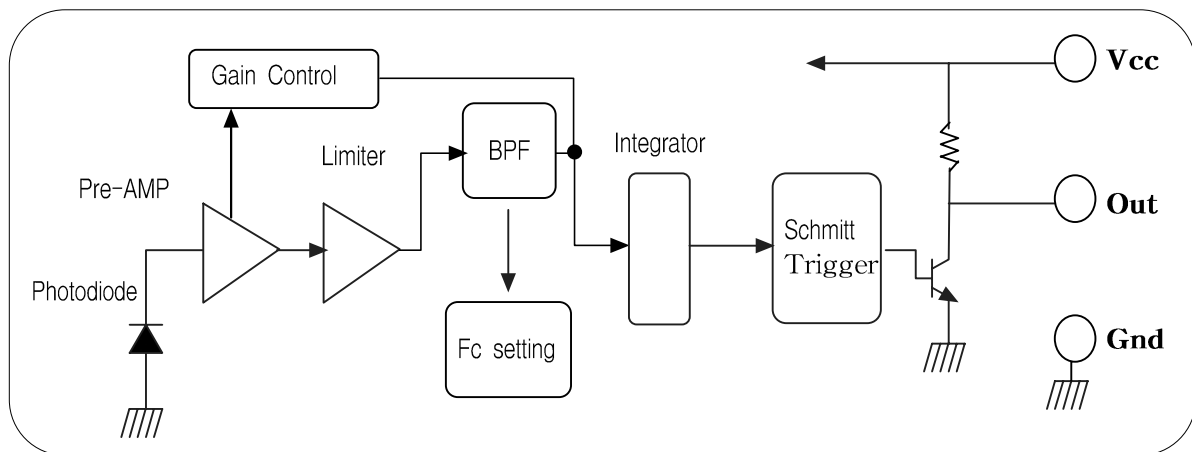 Gain Control
Vcc
Limiter
BPF
Integrator
Pre-AMP
Out
Schmitt
Trigger
Photodiode
Fc setting
Gnd